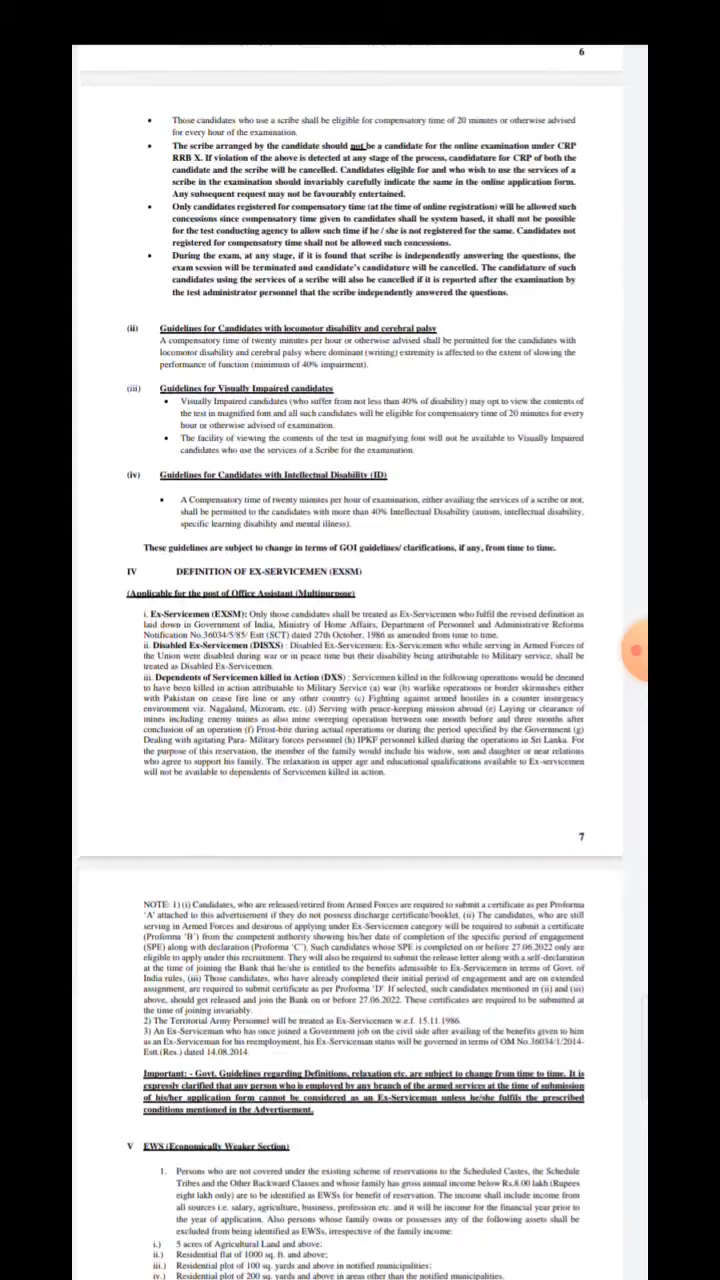 6
• Those candidates who use a scribe shall be eligible for compensatory time of 20 minutes or otherwise advised
for every hour of the examination.
• The scribe arranged by the candidate should not be a candidate for the online examination under CRP
RRB X. If violation of the above is detected at any stage of the process, candidature for CRP of both the
candidate and the scribe will be cancelled. Candidates eligible for and who wish to use the services of a
scribe in the examination should invariably carefully indicate the same in the online application form.
Any subsequent request may not be favourably entertained.
• Only candidates registered for compensatory time (at the time of online registration) will be allowed such
concessions since compensatory time given to candidates shall be system based, it shall not be possible
for the test conducting agency to allow such time if he / she is not registered for the same. Candidates not
registered for compensatory time shall not be allowed such concessions.
• During the exam, at any stage, if it is found that scribe is independently answering the questions, the
exam session will be terminated and candidate's candidature will be cancelled. The candidature of such
candidates using the services of a scribe will also be cancelled if it is reported after the examination by
the test administrator personnel that the scribe independently answered the questions.
(ii) Guidelines for Candidates with locomotor disability and cerebral palsy
A compensatory time of twenty minutes per hour or otherwise advised shall be permitted for the candidates with
locomotor disability and cerebral palsy where dominant (writing) extremity is affected to the extent of slowing the
performance of function (minimum of 40% impairment).
(iii) Guidelines for Visually Impaired candidates
• Visually Impaired candidates (who suffer from not less than 40% of disability) may opt to view the contents of
the test in magnified font and all such candidates will be eligible for compensatory time of 20 minutes for every
hour or otherwise advised of examination.
• The facility of viewing the contents of the test in magnifying font will not be available to Visually Impaired
candidates who use the services of a Scribe for the examination.
(iv) Guidelines for Candidates with Intellectual Disability (ID)
• A Compensatory time of twenty minutes per hour of examination, either availing the services of a scribe or not,
shall be permitted to the candidates with more than 40% Intellectual Disability (autism, intellectual disability,
specific learning disability and mental illness).
These guidelines are subject to change in terms of GOI guidelines/ clarifications, if any, from time to time.
IV DEFINITION OF EX-SERVICEMEN (EXSM)
(Applicable for the post of Office Assistant (Multipurpose)
i. Ex-Servicemen (EXSM): Only those candidates shall be treated as Ex-Servicemen who fulfil the revised definition as
laid down in Government of India, Ministry of Home Affairs, Department of Personnel and Administrative Reforms
Notification No.36034/5/85/ Estt (SCT) dated 27th October, 1986 as amended from time to time.
ii. Disabled Ex-Servicemen (DISXS) : Disabled Ex-Servicemen: Ex-Servicemen who while serving in Armed Forces of
the Union were disabled during war or in peace time but their disability being attributable to Military service, shall be
treated as Disabled Ex-Servicemen.
iii. Dependents of Servicemen killed in Action (DXS) : Servicemen killed in the following operations would be deemed
to have been killed in action attributable to Military Service (a) war (b) warlike operations or border skirmishes either
with Pakistan on cease fire line or any other country (c) Fighting against armed hostiles in a counter insurgency
environment viz. Nagaland, Mizoram, etc. (d) Serving with peace-keeping mission abroad (e) Laying or clearance of
mines including enemy mines as also mine sweeping operation between one month before and three months after
conclusion of an operation (f) Frost-bite during actual operations or during the period specified by the Government (g)
Dealing with agitating Para- Military forces personnel (h) IPKF personnel killed during the operations in Sri Lanka. For
the purpose of this reservation, the member of the family would include his widow, son and daughter or near relations
who agree to support his family. The relaxation in upper age and educational qualifications available to Ex-servicemen
will not be available to dependents of Servicemen killed in action.
7
NOTE: 1) (i) Candidates, who are released/retired from Armed Forces are required to submit a certificate as per Proforma
'A' attached to this advertisement if they do not possess discharge certificate/booklet, (ii) The candidates, who are still
serving in Armed Forces and desirous of applying under Ex-Servicemen category will be required to submit a certificate
(Proforma 'B') from the competent authority showing his/her date of completion of the specific period of engagement
(SPE) along with declaration (Proforma 'C'). Such candidates whose SPE is completed on or before 27.06.2022 only are
eligible to apply under this recruitment. They will also be required to submit the release letter along with a self-declaration
at the time of joining the Bank that he/she is entitled to the benefits admissible to Ex-Servicemen in terms of Govt. of
India rules, (iii) Those candidates, who have already completed their initial period of engagement and are on extended
assignment, are required to submit certificate as per Proforma 'D'. If selected, such candidates mentioned in (ii) and (iii)
above, should get released and join the Bank on or before 27.06.2022. These certificates are required to be submitted at
the time of joining invariably.
2) The Territorial Army Personnel will be treated as Ex-Servicemen w.e.f. 15.11.1986.
3) An Ex-Serviceman who has once joined a Government job on the civil side after availing of the benefits given to him
as an Ex-Serviceman for his reemployment, his Ex-Serviceman status will be governed in terms of OM No.36034/1/2014-
Estt.(Res.) dated 14.08.2014.
Important: - Govt. Guidelines regarding Definitions, relaxation etc. are subject to change from time to time. It is
expressly clarified that any person who is employed by any branch of the armed services at the time of submission
of his/her application form cannot be considered as an Ex-Serviceman unless he/she fulfils the prescribed
conditions mentioned in the Advertisement.
V EWS (Economically Weaker Section)
1. Persons who are not covered under the existing scheme of reservations to the Scheduled Castes, the Schedule
Tribes and the Other Backward Classes and whose family has gross annual income below Rs.8.00 lakh (Rupees
eight lakh only) are to be identified as EWSs for benefit of reservation. The income shall include income from
all sources i.e. salary, agriculture, business, profession etc. and it will be income for the financial year prior to
the year of application. Also persons whose family owns or possesses any of the following assets shall be
excluded from being identified as EWSs, irrespective of the family income:
i.) 5 acres of Agricultural Land and above;
ii.) Residential flat of 1000 sq. ft. and above;
iii.) Residential plot of 100 sq. yards and above in notified municipalities;
iv.) Residential plot of 200 sq. yards and above in areas other than the notified municipalities.